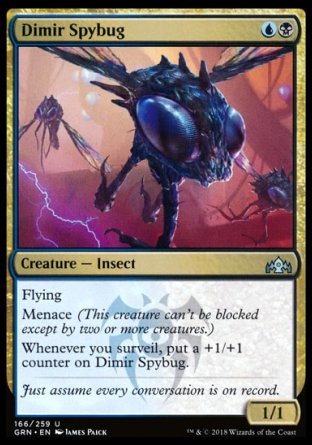 Dimir Spybug
Creature — Insect
Flying
Menace (This creature can't be blocked
except by two or more creatures.)
Whenever you surveil, put a +1/+1
counter on Dimir Spybug.
Just assume every conversation is on record.
1/1
166/259 U
GRN • EN JAMES PAICK
™ & © 2018 Wizards of the Coast